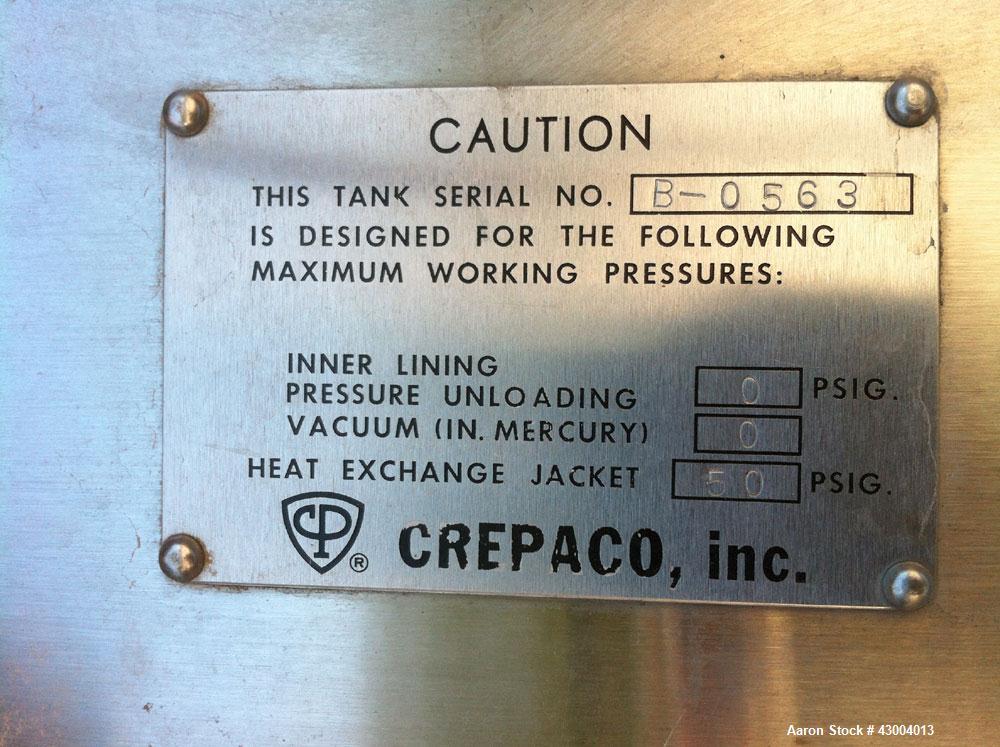 CAUTION
THIS TANK SERIAL NO. B-0563
IS DESIGNED FOR THE FOLLOWING
MAXIMUM WORKING PRESSURES:
INNER LINING
PRESSURE UNLOADING 0 PSIG.
VACUUM (IN. MERCURY) 0
HEAT EXCHANGE JACKET 50 PSIG.
CP ® CREPACO, inc.
Aaron Stock # 43004013